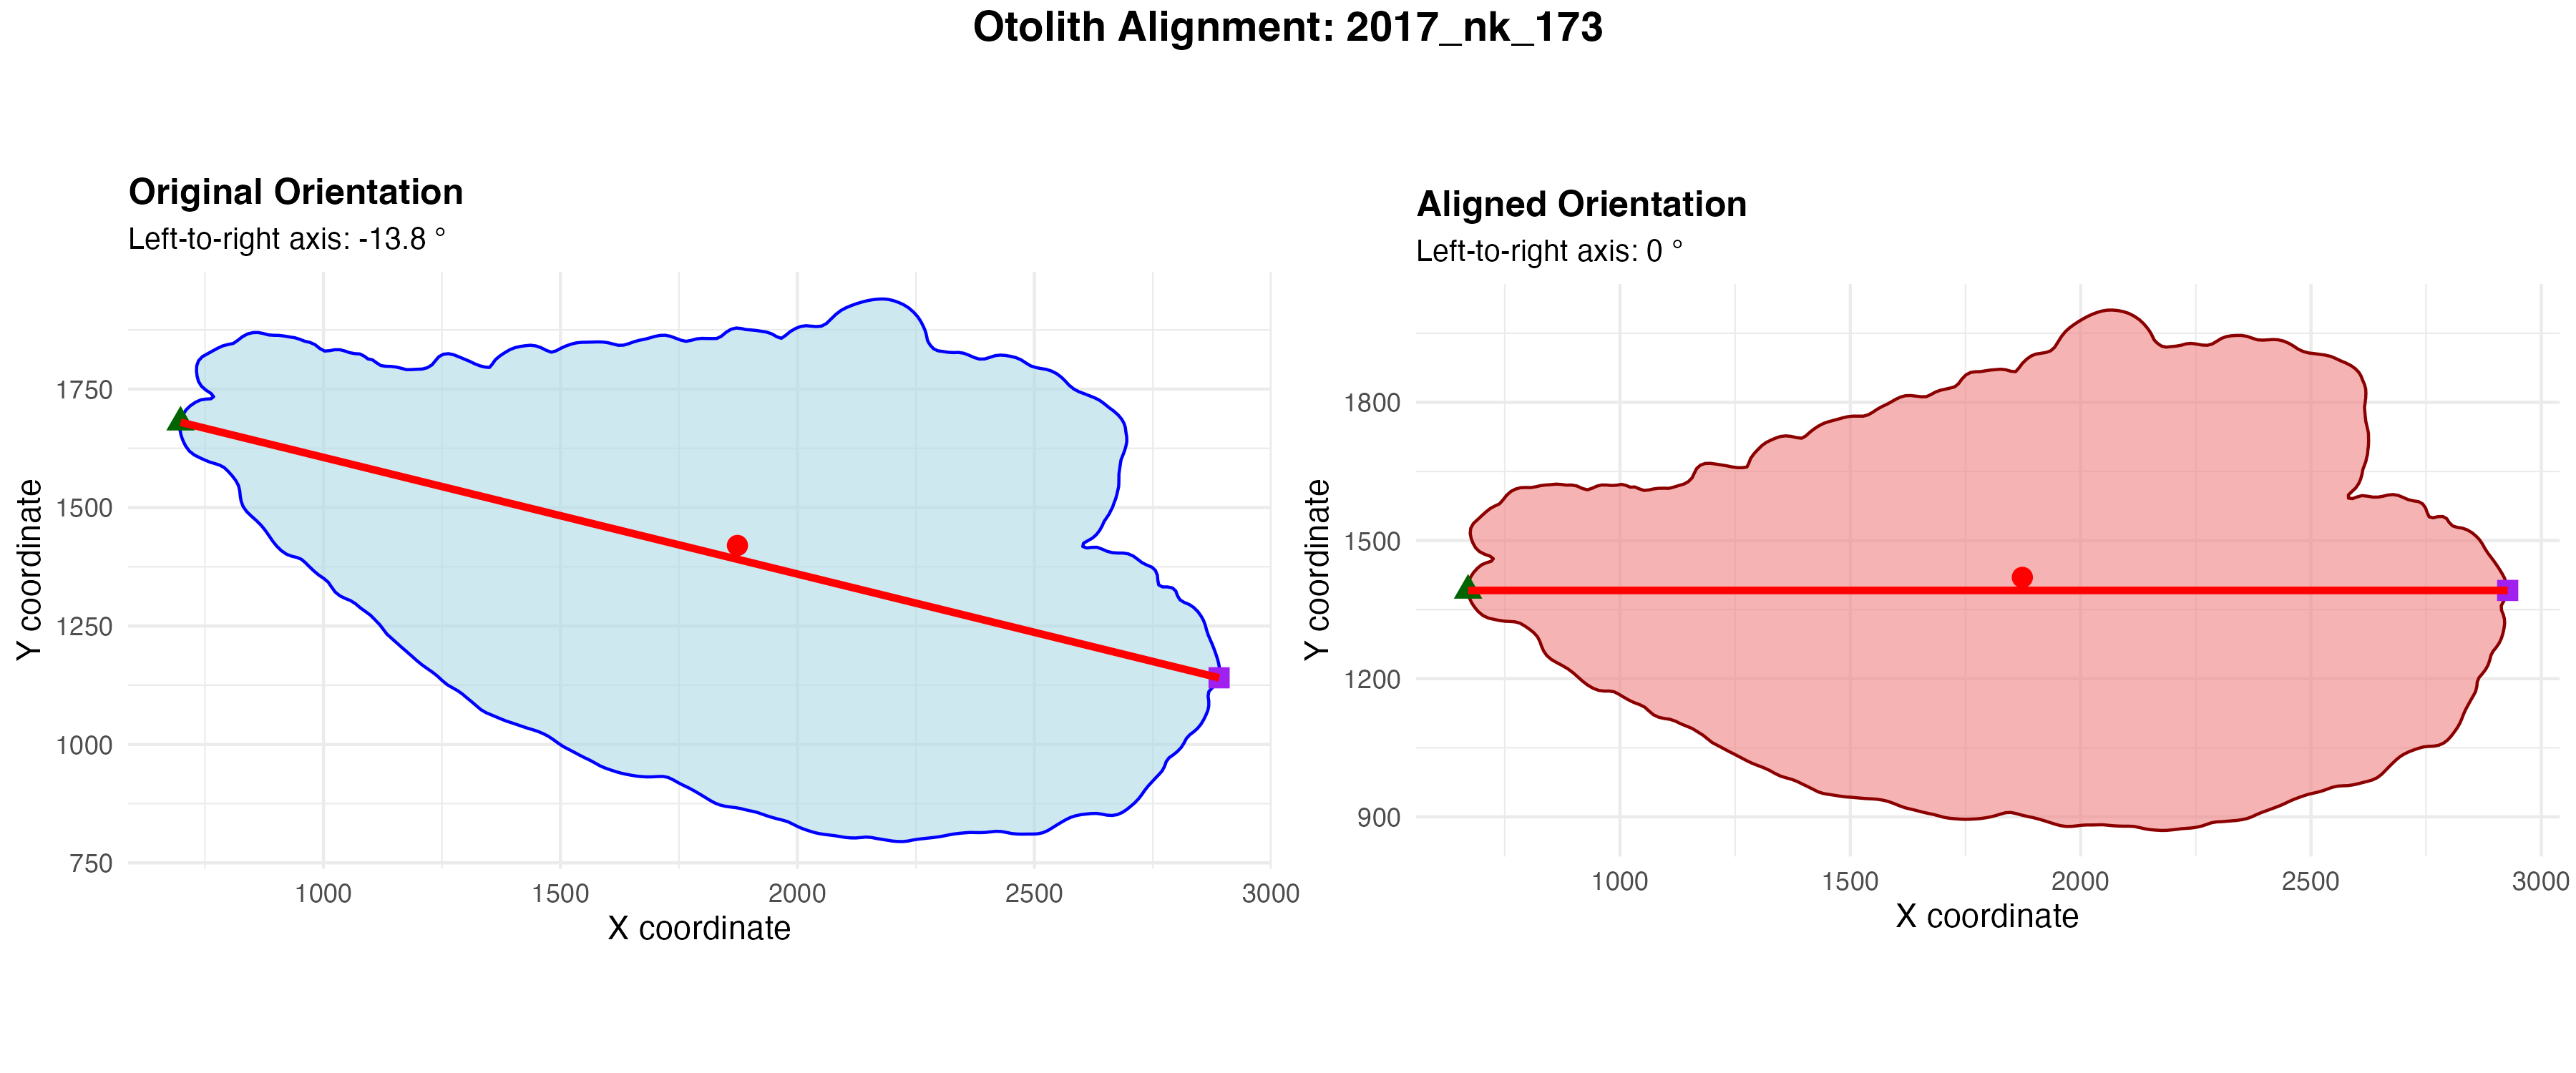 Otolith Alignment: 2017_nk_173
Original Orientation
Left-to-right axis: -13.8 °
Y coordinate
1750
1500
1250
1000
750
1000 1500 2000 2500 3000
X coordinate
Aligned Orientation
Left-to-right axis: 0 °
Y coordinate
1800
1500
1200
900
1000 1500 2000 2500 3000
X coordinate